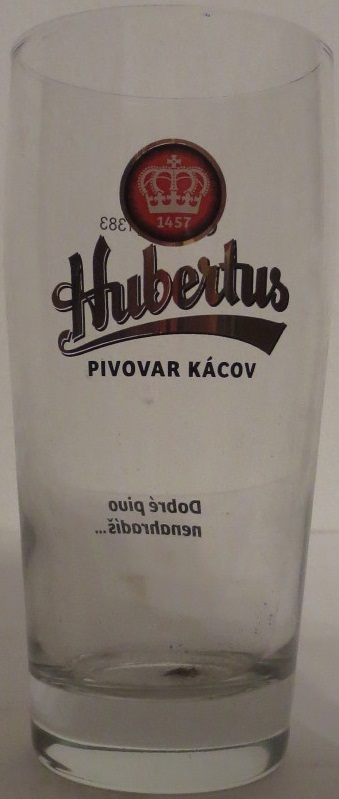 1457
Hubertus
PIVOVAR KÁCOV
Dobré pivo
nenahradíš...